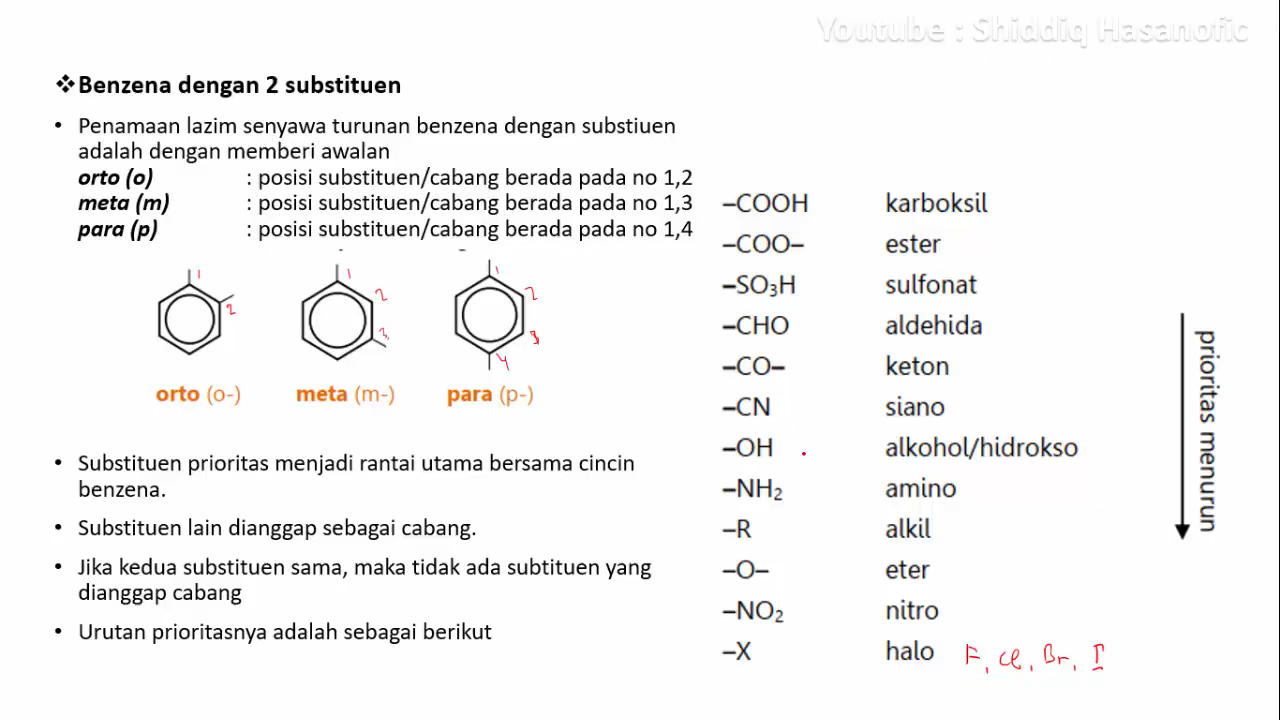 Youtube : Shiddiq Hasanofic
❖Benzena dengan 2 substituen
• Penamaan lazim senyawa turunan benzena dengan substiuen
adalah dengan memberi awalan
orto (o) : posisi substituen/cabang berada pada no 1,2
meta (m) : posisi substituen/cabang berada pada no 1,3
para (p) : posisi substituen/cabang berada pada no 1,4
1 2
1 2 3
1 2 3 4
orto (o-) meta (m-) para (p-)
• Substituen prioritas menjadi rantai utama bersama cincin
benzena.
• Substituen lain dianggap sebagai cabang.
• Jika kedua substituen sama, maka tidak ada subtituen yang
dianggap cabang
• Urutan prioritasnya adalah sebagai berikut
–COOH karboksil
–COO– ester
–SO₃H sulfonat
–CHO aldehida
–CO– keton
–CN siano
–OH alkohol/hidrokso
–NH₂ amino
–R alkil
–O– eter
–NO₂ nitro
–X halo F, Cl, Br, I
prioritas menurun